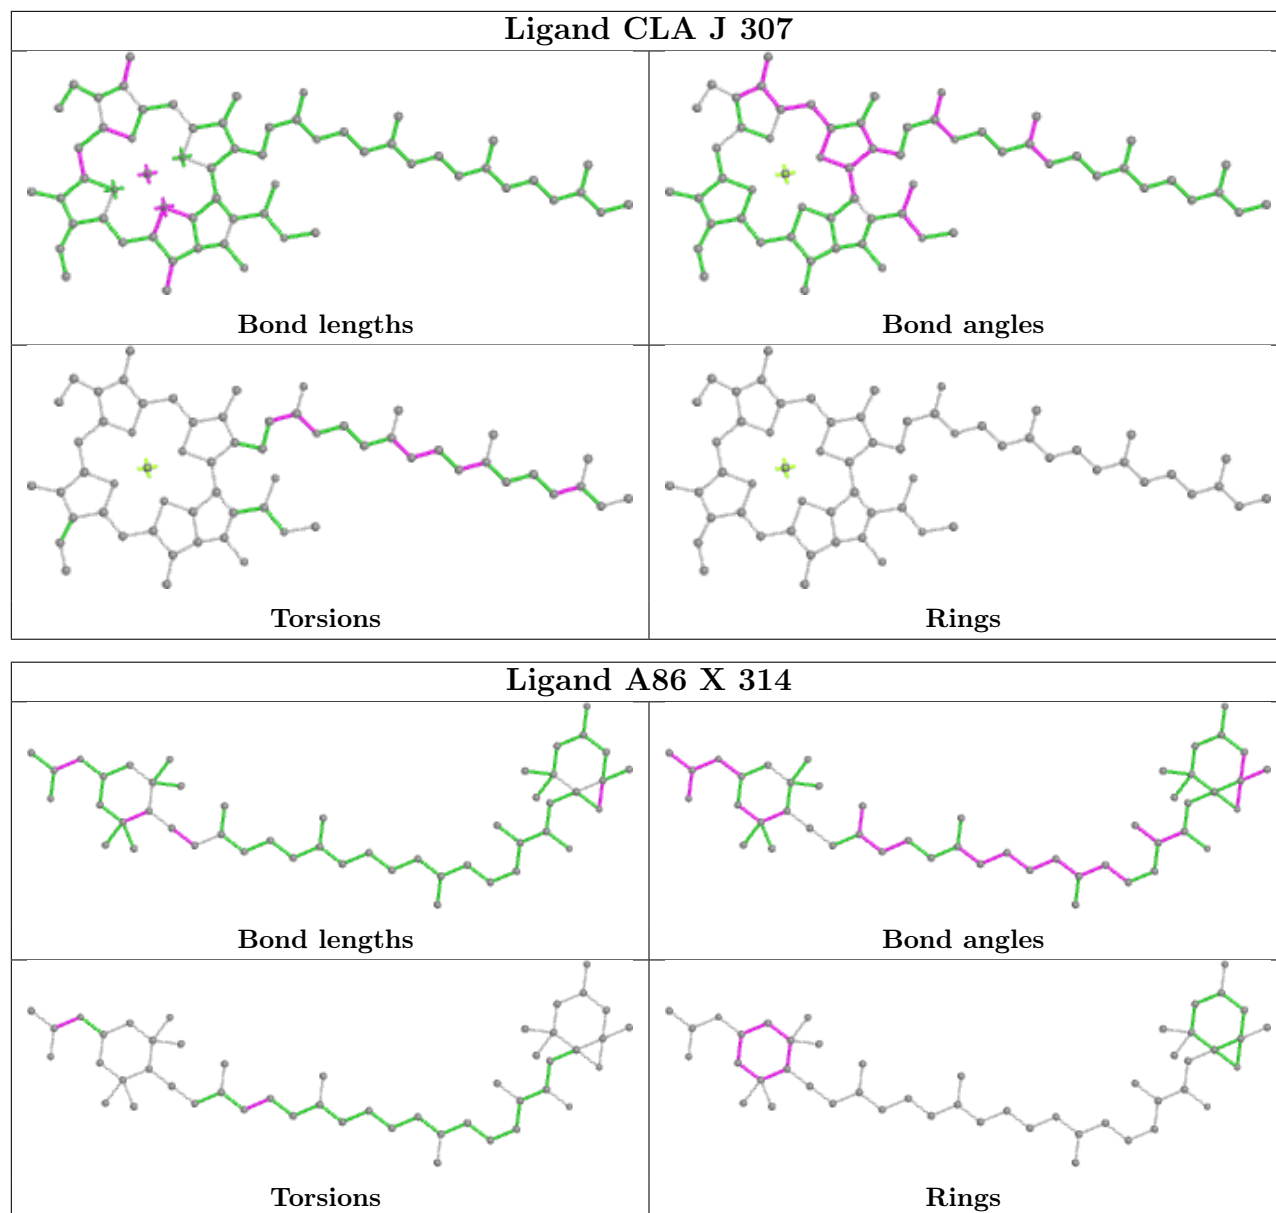 Ligand CLA J 307
Bond lengths
Bond angles
Torsions
Rings
Ligand A86 X 314
Bond lengths
Bond angles
Torsions
Rings